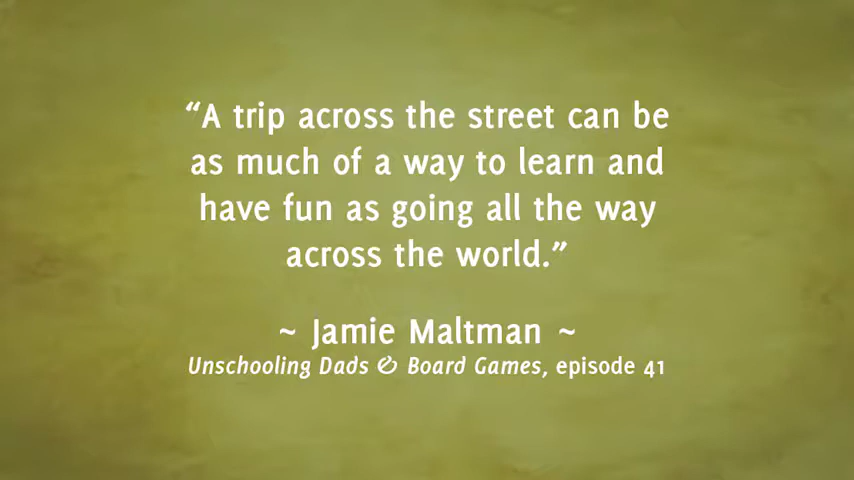 “A trip across the street can be
as much of a way to learn and
have fun as going all the way
across the world.”
~ Jamie Maltman ~
Unschooling Dads & Board Games, episode 41